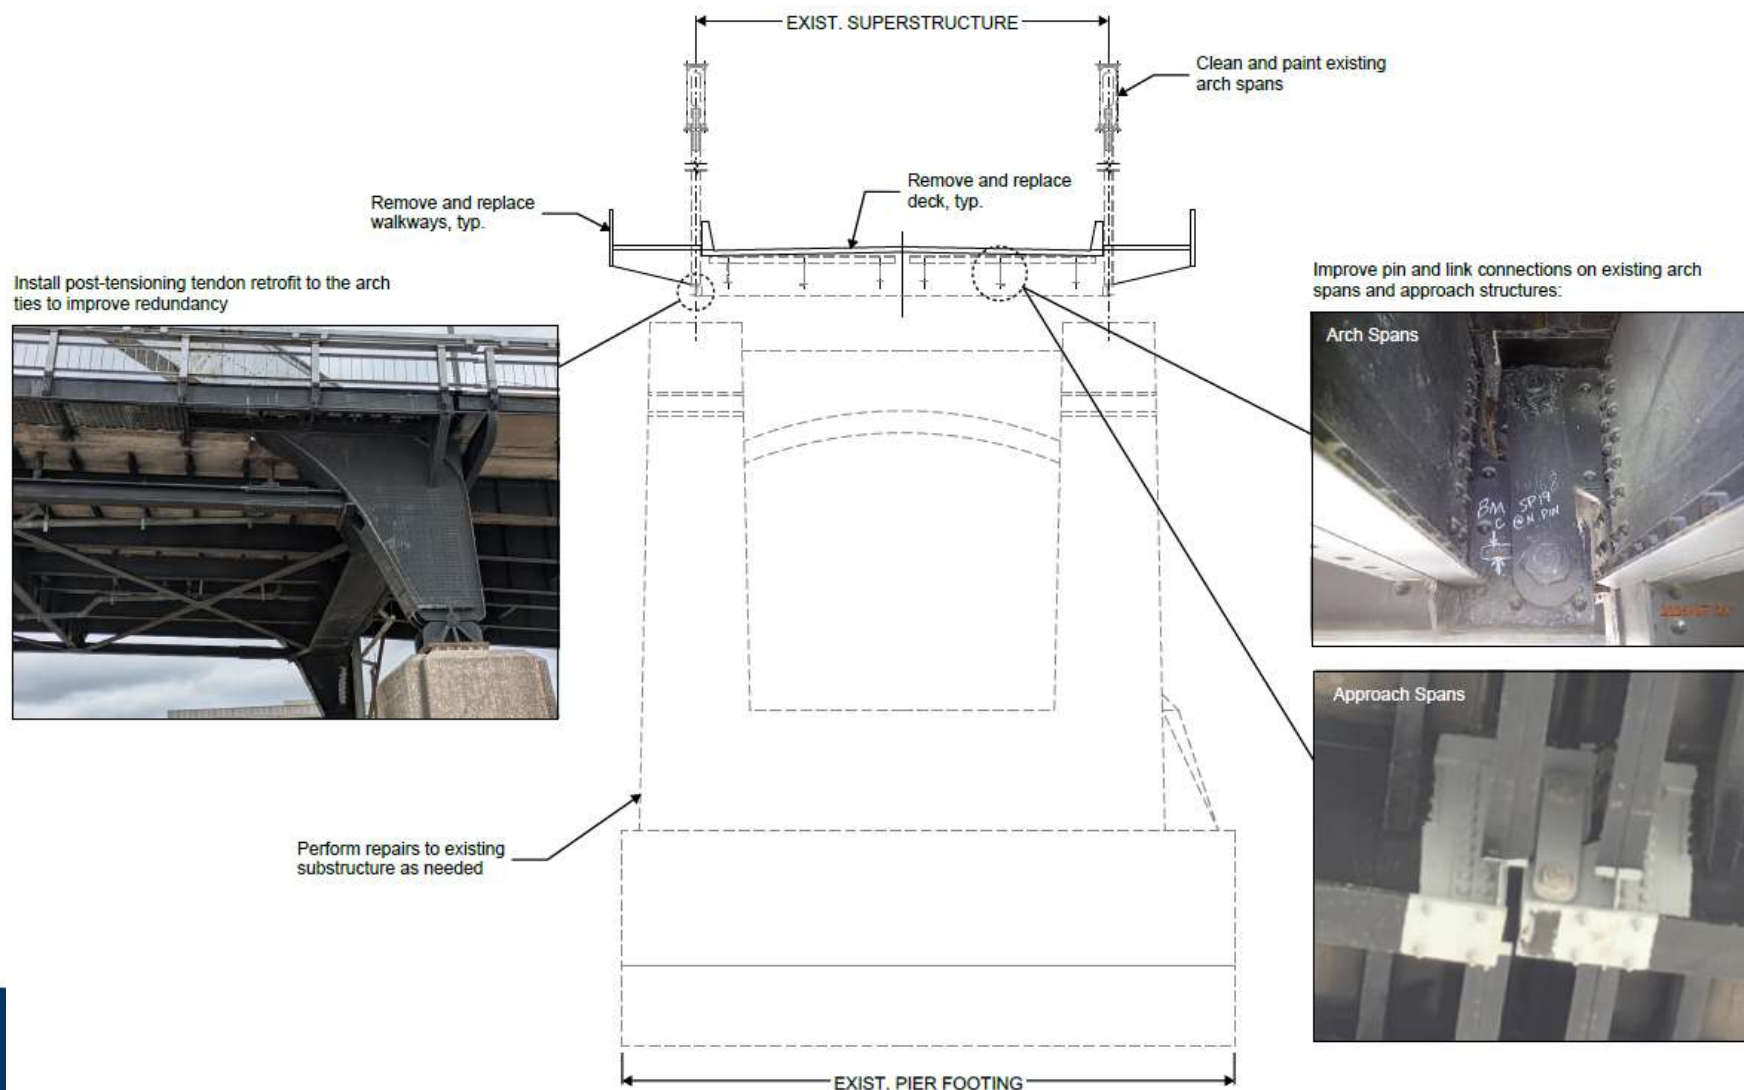 EXIST. SUPERSTRUCTURE
Clean and paint existing
arch spans
Remove and replace
deck, typ.
Remove and replace
walkways, typ.
Install post-tensioning tendon retrofit to the arch
ties to improve redundancy
Improve pin and link connections on existing arch
spans and approach structures:
Arch Spans
BM SP19
C @N. PIN
Approach Spans
Perform repairs to existing
substructure as needed
EXIST. PIER FOOTING